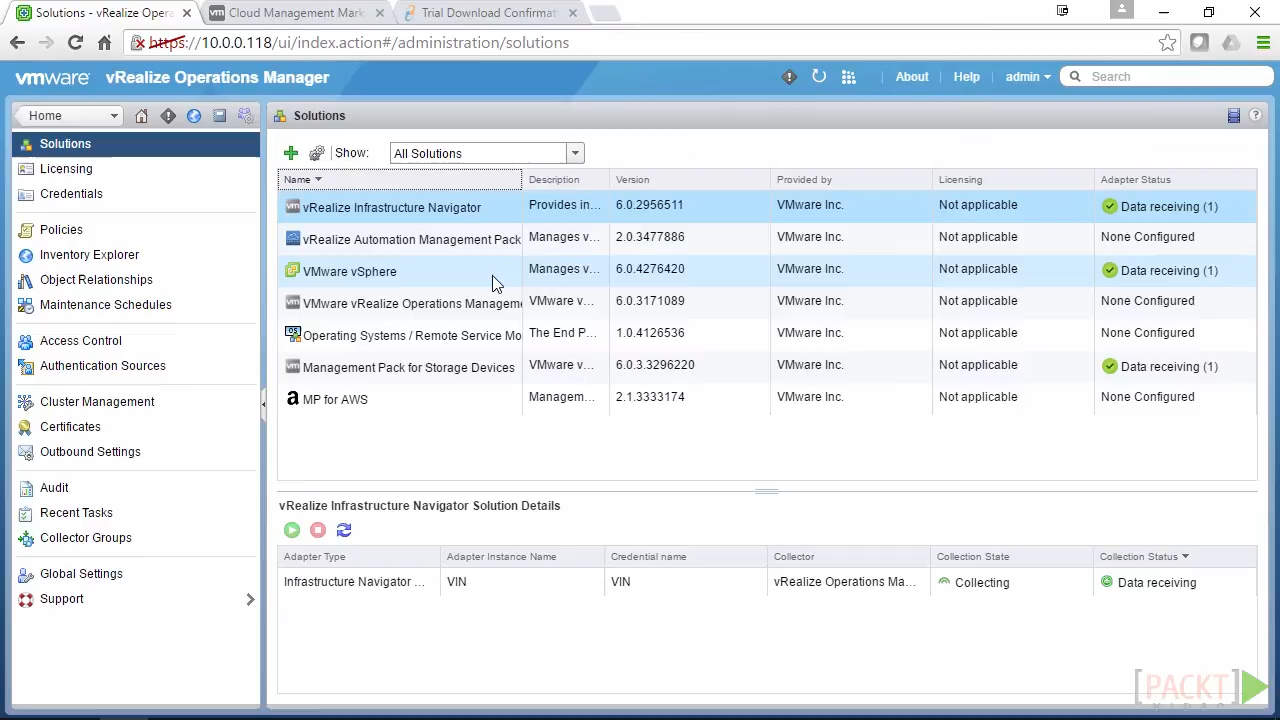 Solutions - vRealize Opera
Cloud Management Mark
Trial Download Confirmat
https://10.0.0.118/ui/index.action#/administration/solutions
vmware vRealize Operations Manager
About
Help
admin
Search
Home
Solutions
Licensing
Credentials
Policies
Inventory Explorer
Object Relationships
Maintenance Schedules
Access Control
Authentication Sources
Cluster Management
Certificates
Outbound Settings
Audit
Recent Tasks
Collector Groups
Global Settings
Support
Solutions
Show: All Solutions
Name Description Version Provided by Licensing Adapter Status
vRealize Infrastructure Navigator Provides in... 6.0.2956511 VMware Inc. Not applicable Data receiving (1)
vRealize Automation Management Pack Manages v... 2.0.3477886 VMware Inc. Not applicable None Configured
VMware vSphere Manages v... 6.0.4276420 VMware Inc. Not applicable Data receiving (1)
VMware vRealize Operations Manageme VMware v... 6.0.3171089 VMware Inc. Not applicable None Configured
Operating Systems / Remote Service Mo The End P... 1.0.4126536 VMware Inc. Not applicable None Configured
Management Pack for Storage Devices VMware v... 6.0.3.3296220 VMware Inc. Not applicable Data receiving (1)
MP for AWS Managem... 2.1.3333174 VMware Inc. Not applicable None Configured
vRealize Infrastructure Navigator Solution Details
Adapter Type Adapter Instance Name Credential name Collector Collection State Collection Status
Infrastructure Navigator ... VIN VIN vRealize Operations Ma... Collecting Data receiving
PACKT
VIDEO